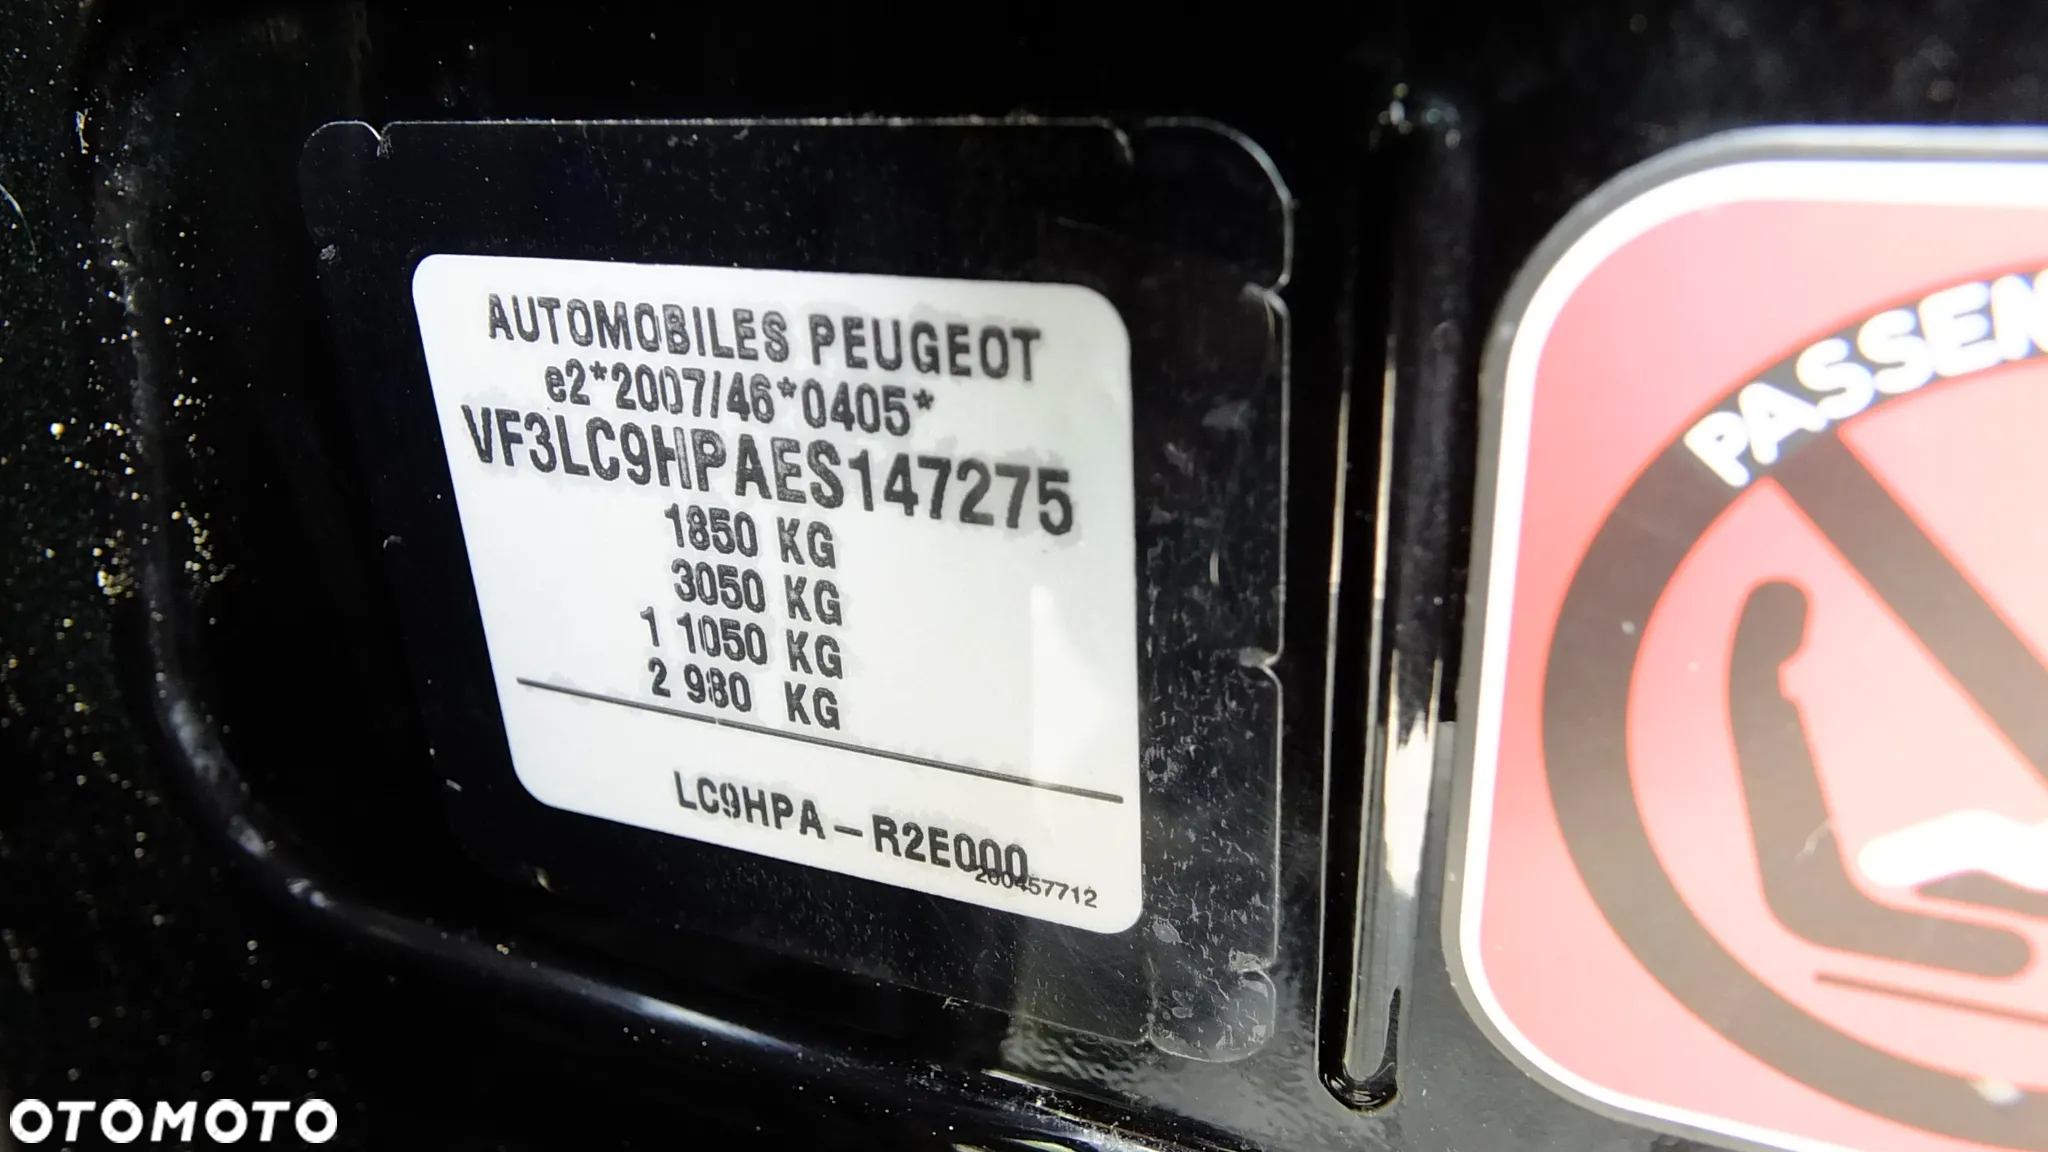 AUTOMOBILES PEUGEOT
e2*2007/46*0405*
VF3LC9HPAES147275
1850 KG
3050 KG
1 1050 KG
2 980 KG
LC9HPA – R2E000
200457712
OTOMOTO